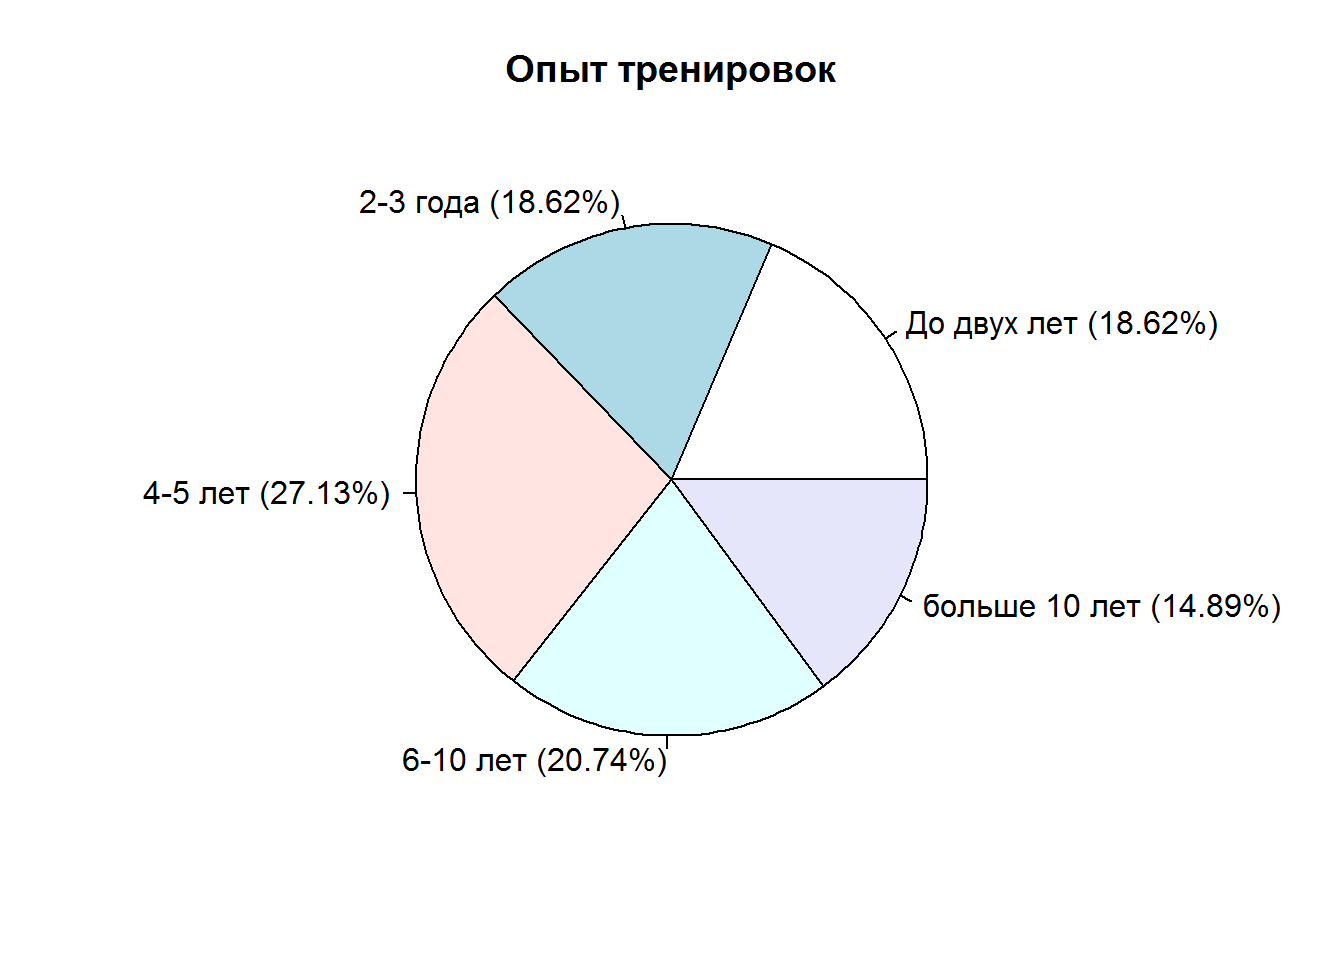 Опыт тренировок
2-3 года (18.62%)
До двух лет (18.62%)
4-5 лет (27.13%)
больше 10 лет (14.89%)
6-10 лет (20.74%)